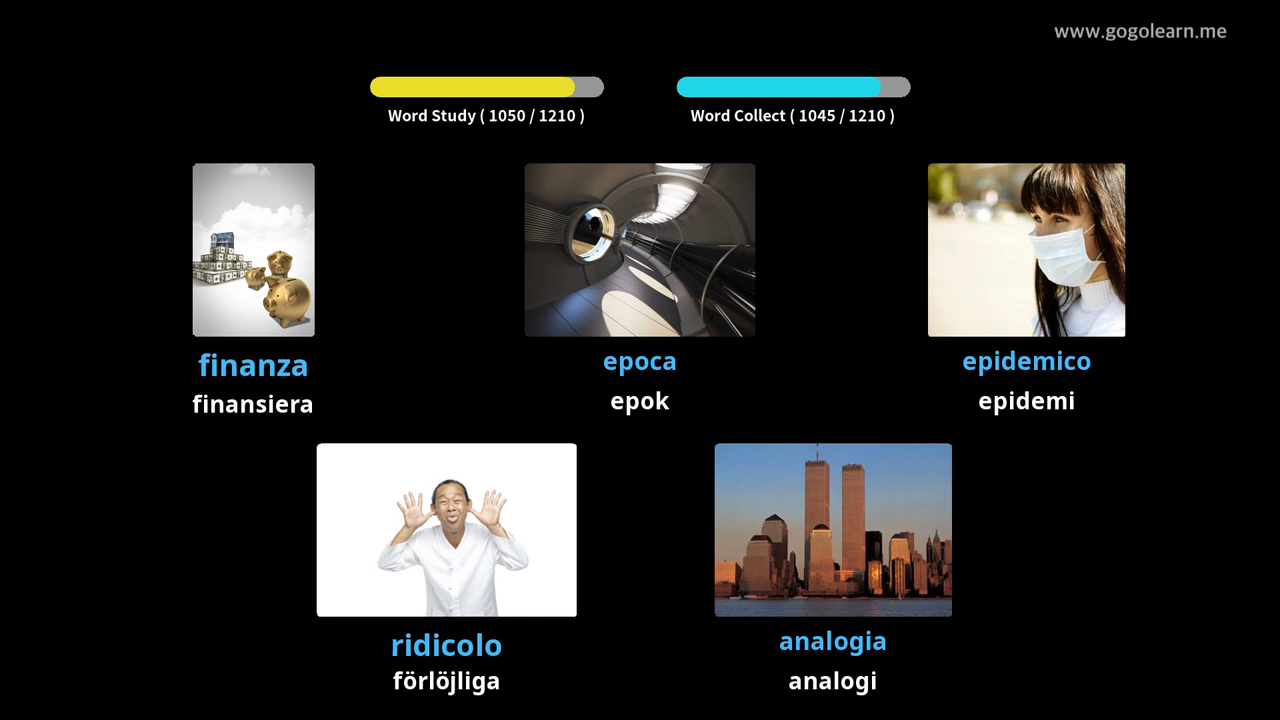 www.gogolearn.me
Word Study ( 1050 / 1210 )
Word Collect ( 1045 / 1210 )
finanza
finansiera
epoca
epok
epidemico
epidemi
ridicolo
förlöjliga
analogia
analogi